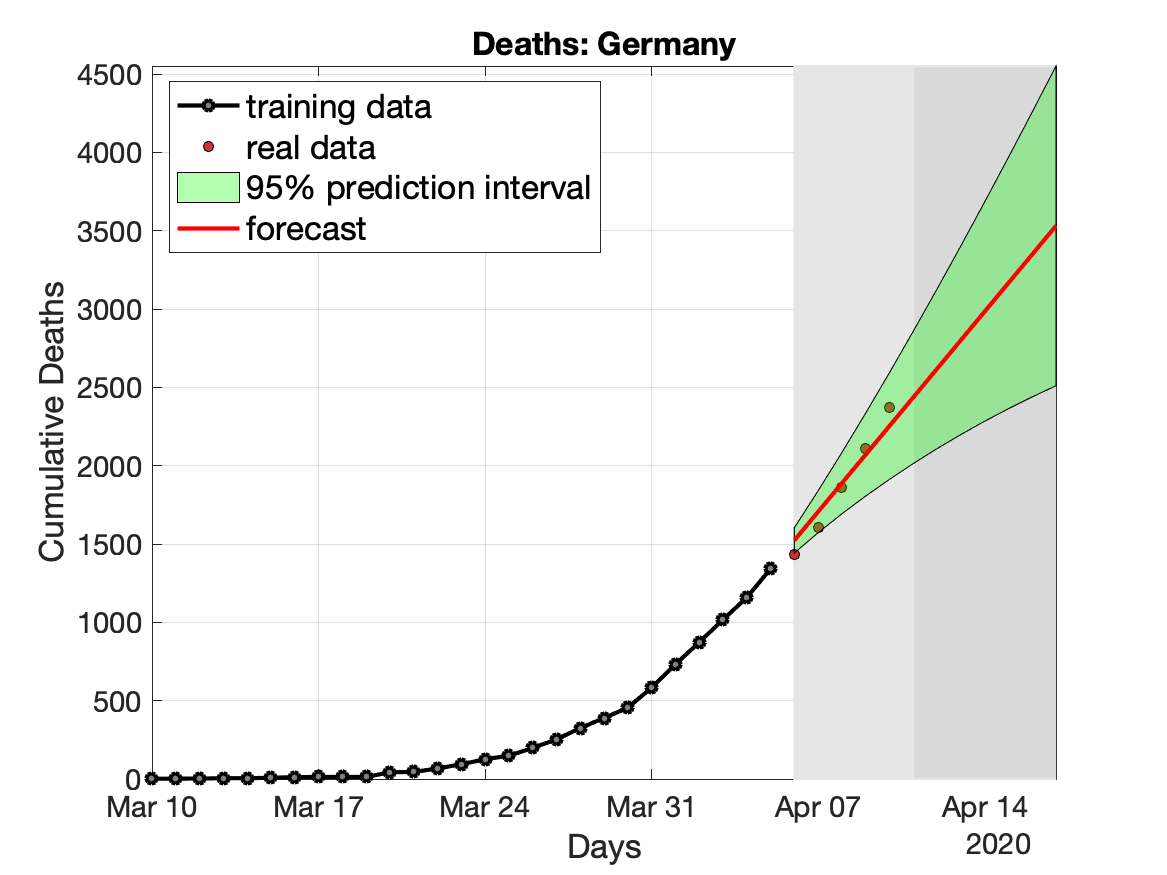 Deaths: Germany
4500
4000
3500
3000
2500
2000
1500
1000
500
0
Cumulative Deaths
training data
real data
95% prediction interval
forecast
Mar 10 Mar 17 Mar 24 Mar 31 Apr 07 Apr 14
2020
Days